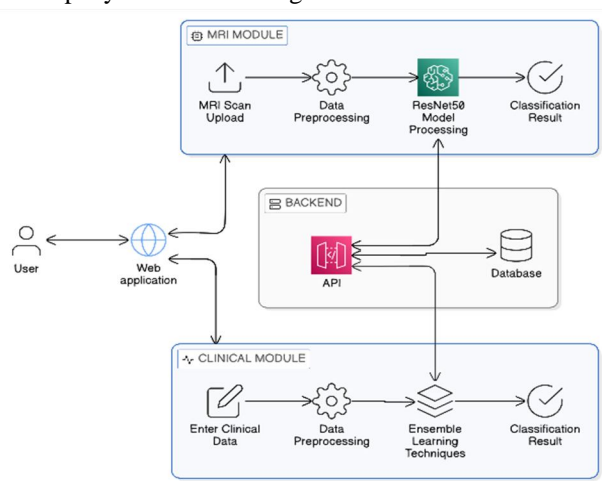 MRI MODULE
MRI Scan
Upload
Data
Preprocessing
ResNet50
Model
Processing
Classification
Result
BACKEND
API
Database
User
Web
application
CLINICAL MODULE
Enter Clinical
Data
Data
Preprocessing
Ensemble
Learning
Techniques
Classification
Result